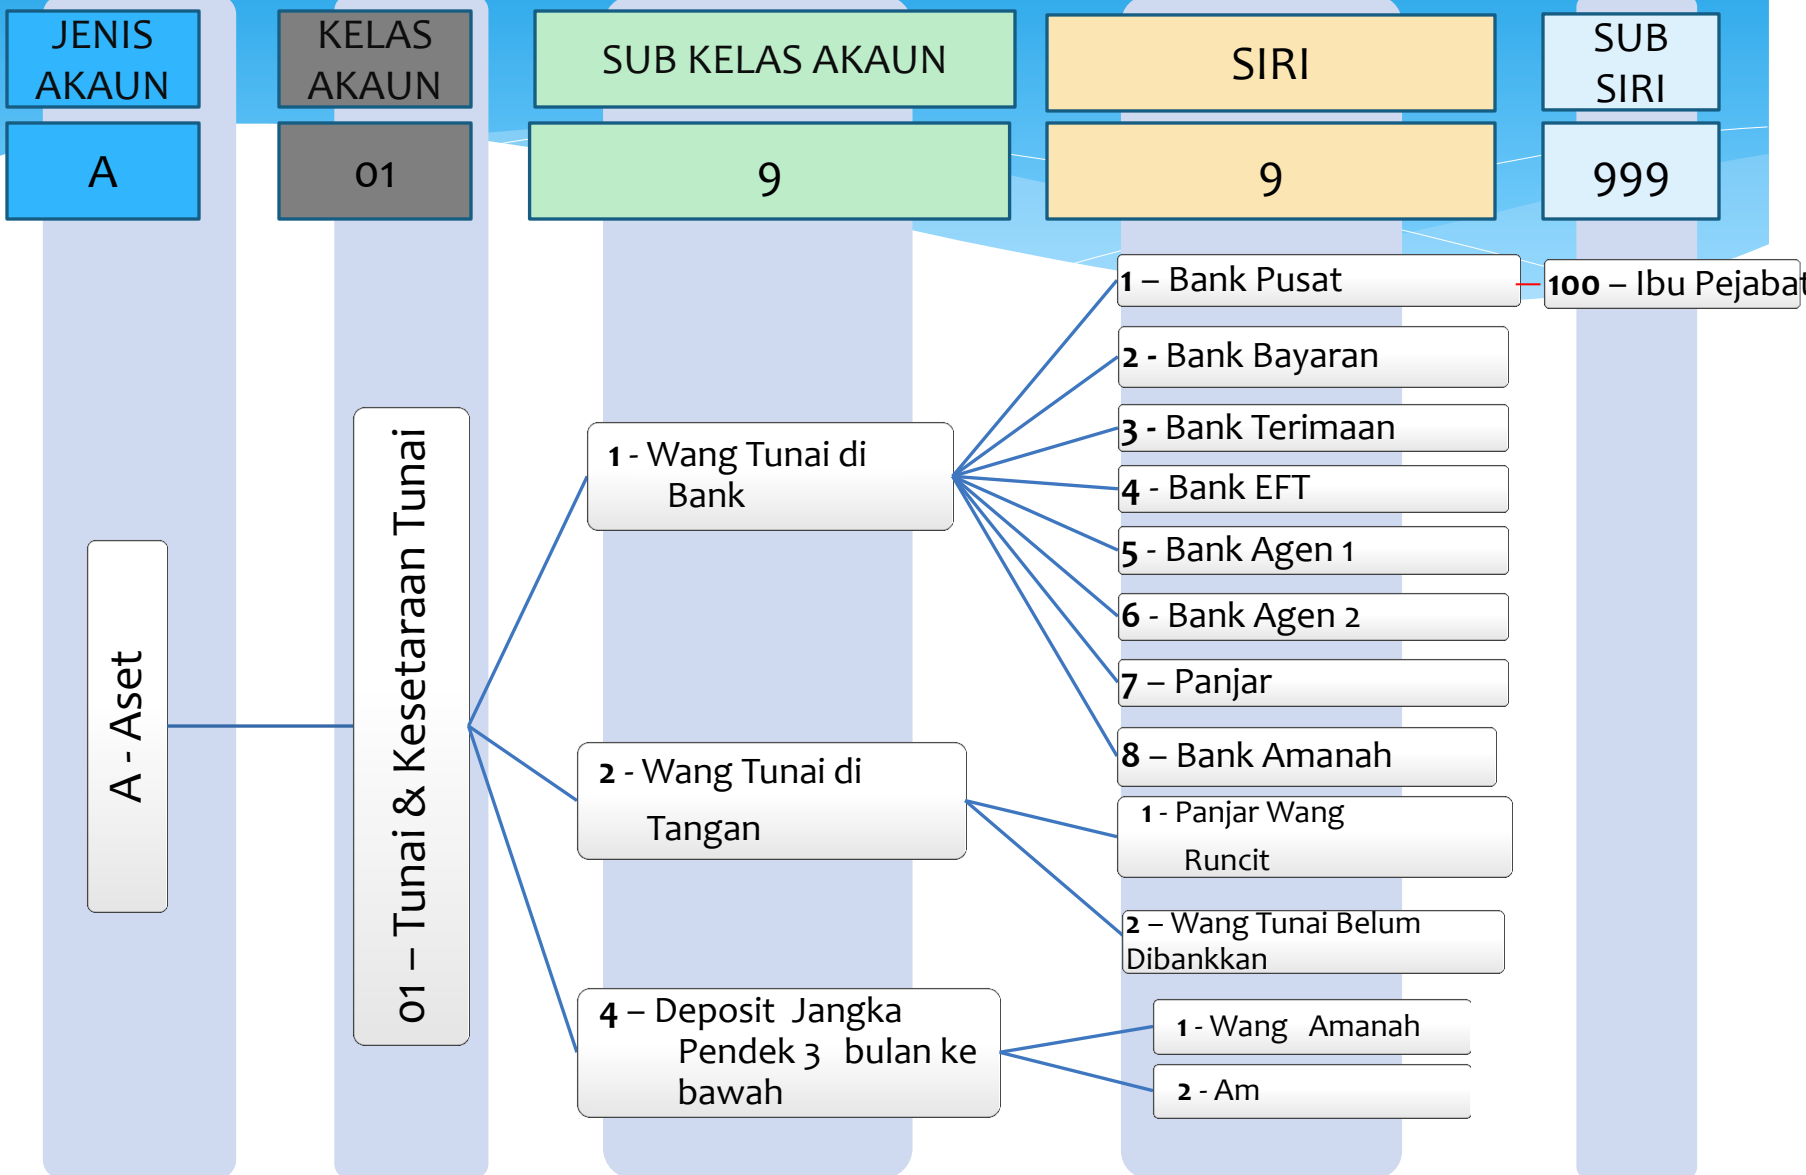 JENIS
AKAUN
KELAS
AKAUN
SUB KELAS AKAUN
SIRI
SUB
SIRI
A
01
9
9
999
A - Aset
01 – Tunai & Kesetaraan Tunai
1 - Wang Tunai di
Bank
2 - Wang Tunai di
Tangan
4 – Deposit Jangka
Pendek 3 bulan ke
bawah
1 – Bank Pusat
2 - Bank Bayaran
3 - Bank Terimaan
4 - Bank EFT
5 - Bank Agen 1
6 - Bank Agen 2
7 – Panjar
8 – Bank Amanah
1 - Panjar Wang
Runcit
2 – Wang Tunai Belum
Dibankkan
1 - Wang Amanah
2 - Am
100 – Ibu Pejabat